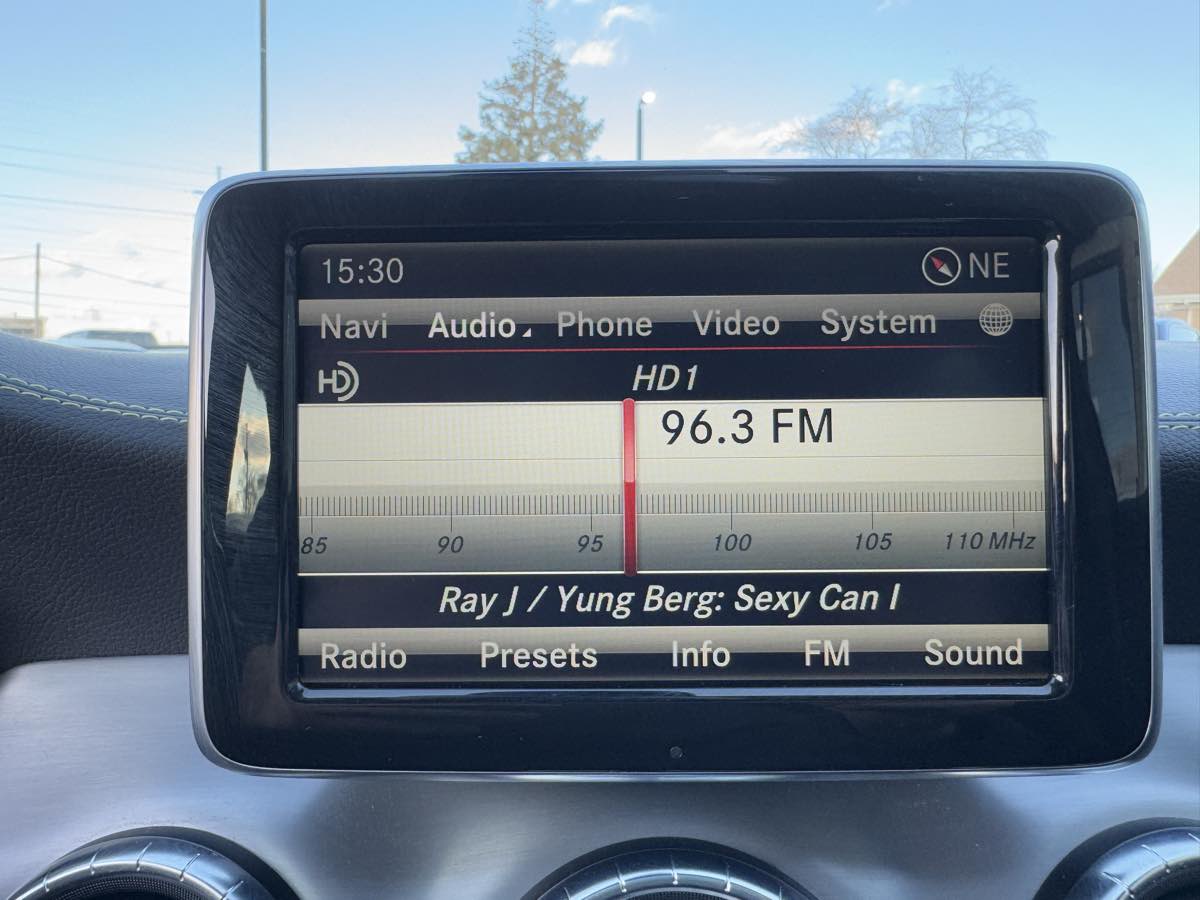 15:30 NE
Navi Audio Phone Video System
HD HD1
96.3 FM
85 90 95 100 105 110 MHz
Ray J / Yung Berg: Sexy Can I
Radio Presets Info FM Sound